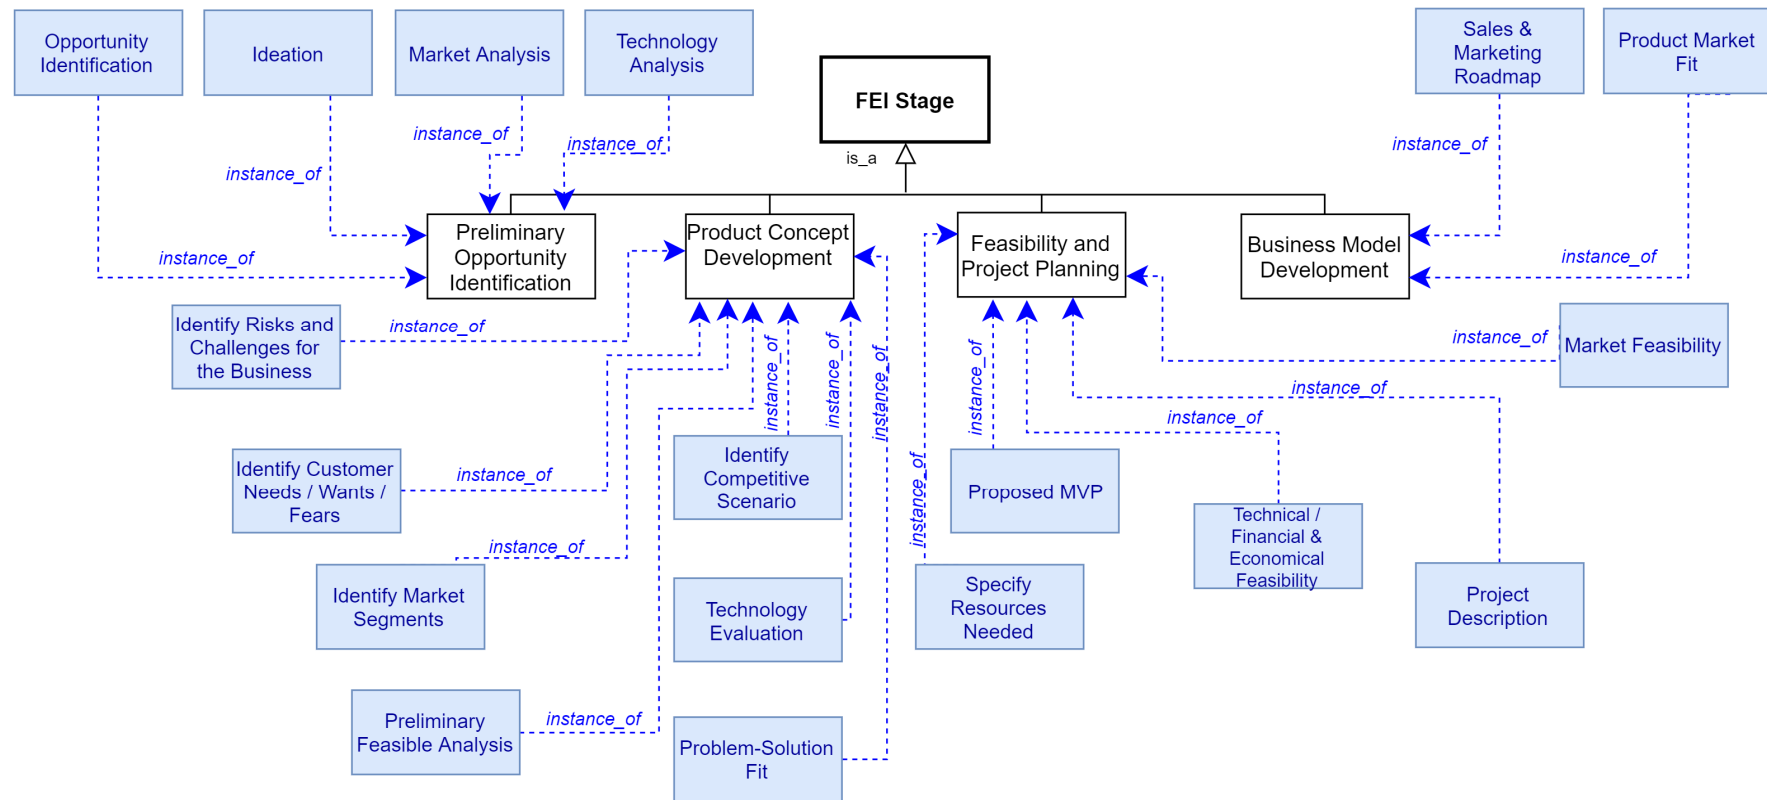 Opportunity
Identification
Ideation
Market Analysis
Technology
Analysis
FEI Stage
Sales &
Marketing
Roadmap
Product Market
Fit
instance_of
instance_of
instance_of
instance_of
is_a
instance_of
instance_of
instance_of
Preliminary
Opportunity
Identification
Product Concept
Development
Feasibility and
Project Planning
Business Model
Development
Identify Risks and
Challenges for
the Business
instance_of
instance_of
instance_of
instance_of
instance_of
instance_of
Market Feasibility
instance_of
instance_of
Identify Customer
Needs / Wants /
Fears
instance_of
Identify
Competitive
Scenario
instance_of
Proposed MVP
Technical /
Financial &
Economical
Feasibility
instance_of
Identify Market
Segments
Technology
Evaluation
Specify
Resources
Needed
Project
Description
Preliminary
Feasible Analysis
instance_of
Problem-Solution
Fit